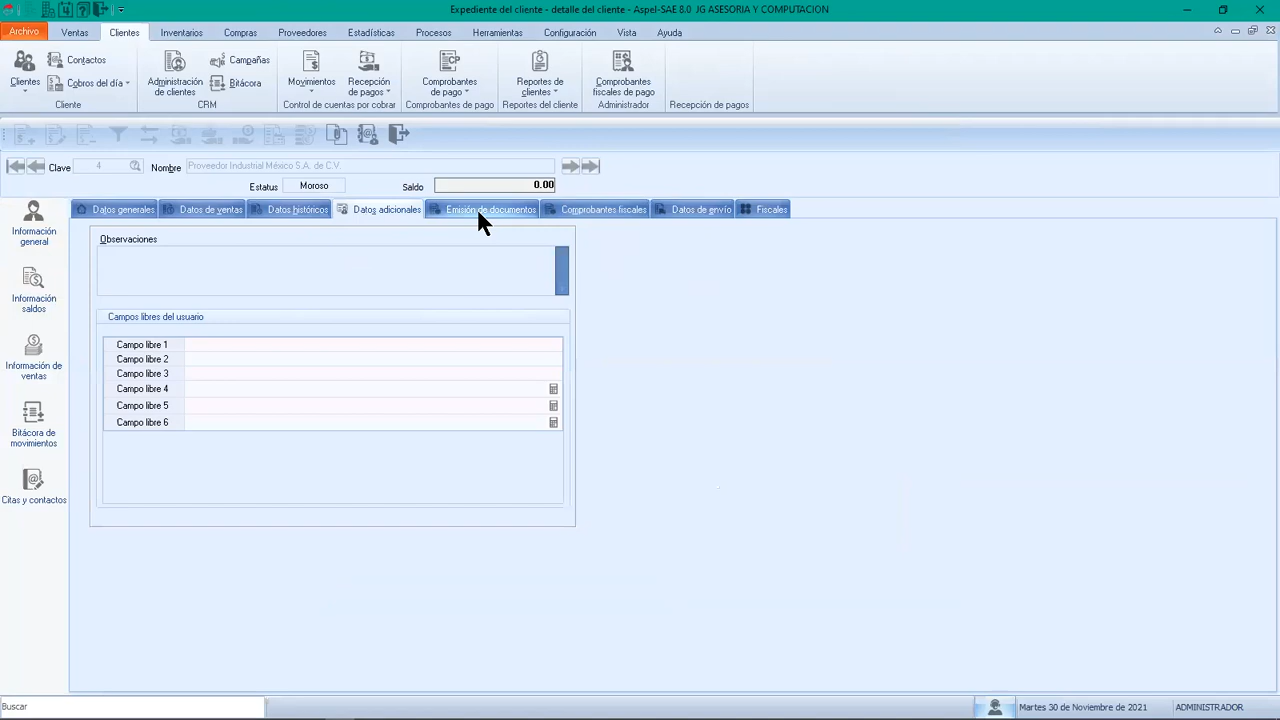 Expediente del cliente - detalle del cliente - Aspel-SAE 8.0 JG ASESORIA Y COMPUTACION
Archivo Ventas Clientes Inventarios Compras Proveedores Estadísticas Procesos Herramientas Configuración Vista Ayuda
Clientes
Contactos
Cobros del día
Cliente
Administración de clientes
Campañas
Bitácora
CRM
Movimientos
Recepción de pagos
Control de cuentas por cobrar
Comprobantes de pago
Comprobantes de pago
Reportes de clientes
Reportes del cliente
Comprobantes fiscales de pago
Administrador
Recepción de pagos
Clave 4 Nombre Proveedor Industrial México S.A. de C.V.
Estatus Moroso Saldo 0.00
Datos generales Datos de ventas Datos históricos Datos adicionales Emisión de documentos Comprobantes fiscales Datos de envío Fiscales
Información general
Información saldos
Información de ventas
Bitácora de movimientos
Citas y contactos
Observaciones
Campos libres del usuario
Campo libre 1
Campo libre 2
Campo libre 3
Campo libre 4
Campo libre 5
Campo libre 6
Buscar Martes 30 de Noviembre de 2021 ADMINISTRADOR